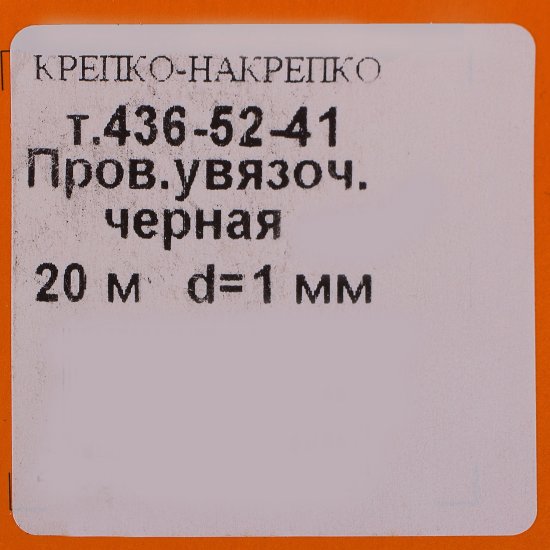 КРЕПКО-НАКРЕПКО
т.436-52-41
Пров.увязоч.
черная
20 м d=1 мм